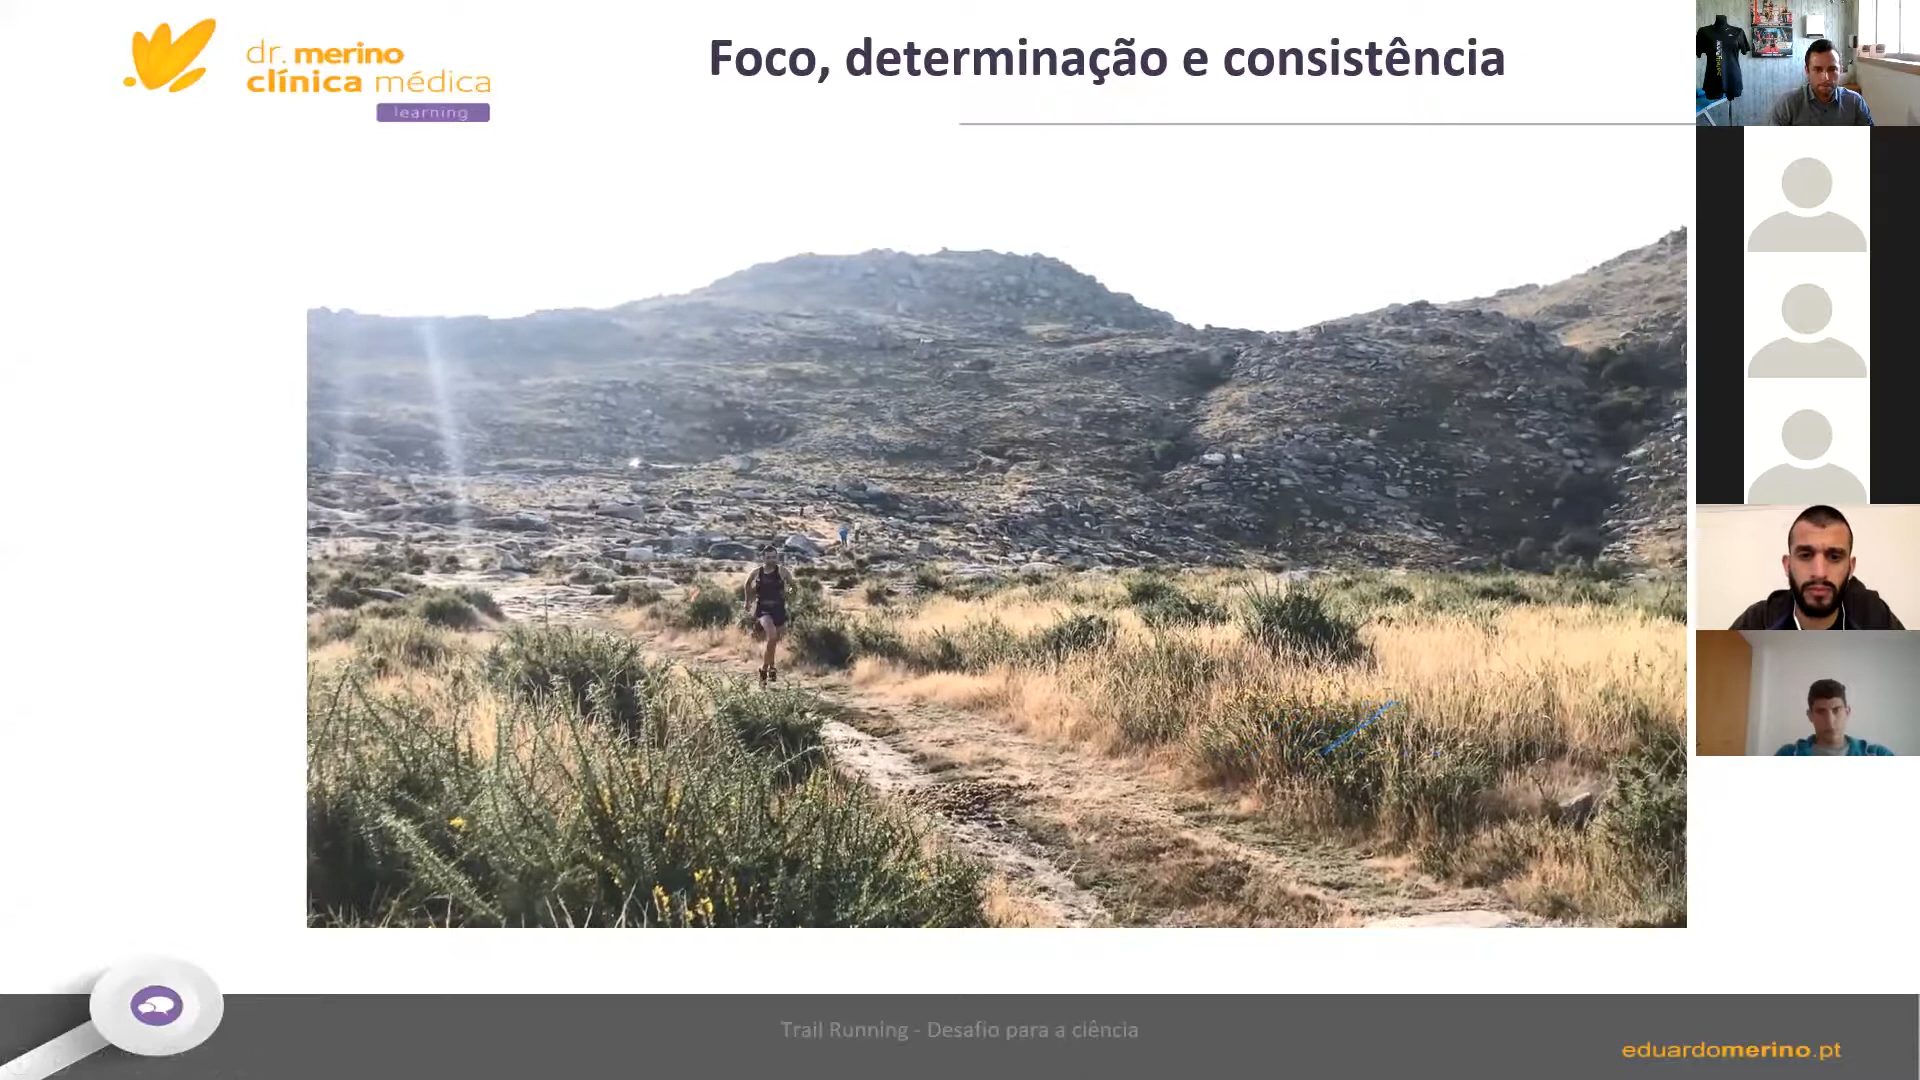 dr. merino
clínica médica
learning
Foco, determinação e consistência
Trail Running - Desafio para a ciência
eduardomerino.pt